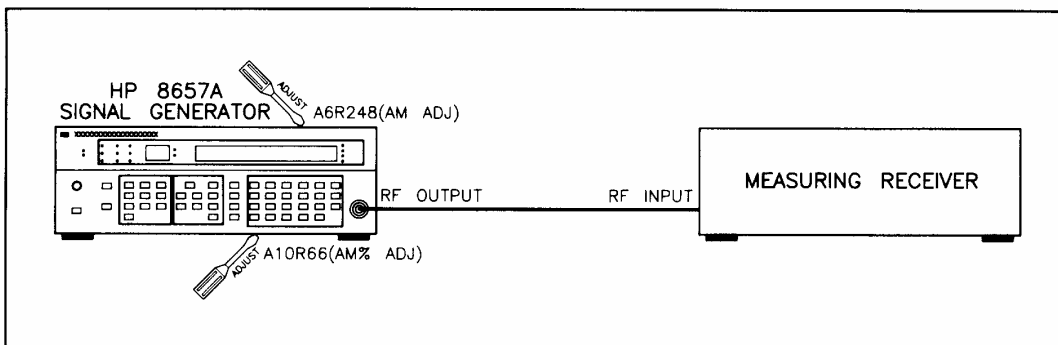 HP 8657A
SIGNAL GENERATOR
ADJUST
A6R248(AM ADJ)
RF OUTPUT
RF INPUT
MEASURING RECEIVER
ADJUST
A10R66(AM% ADJ)